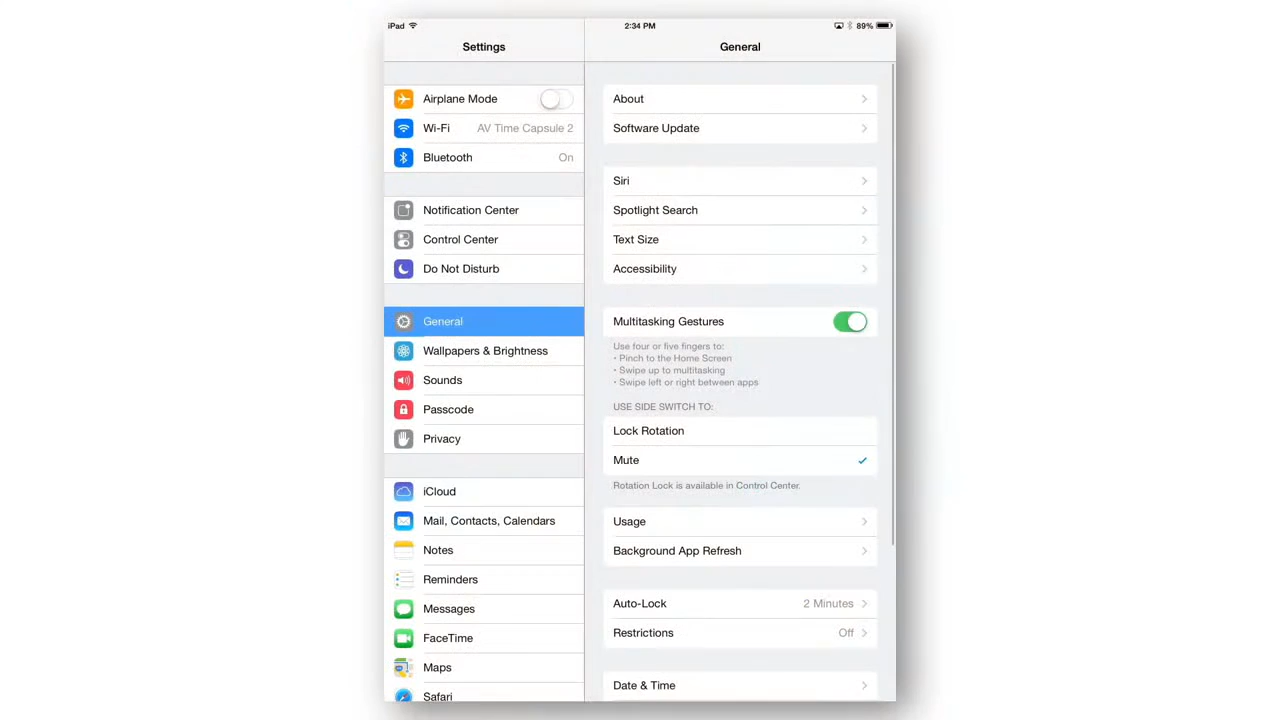 iPad
2:34 PM
89%
Settings
General
Airplane Mode
Wi-Fi AV Time Capsule 2
Bluetooth On
Notification Center
Control Center
Do Not Disturb
General
Wallpapers & Brightness
Sounds
Passcode
Privacy
iCloud
Mail, Contacts, Calendars
Notes
Reminders
Messages
FaceTime
Maps
Safari
About
Software Update
Siri
Spotlight Search
Text Size
Accessibility
Multitasking Gestures
Use four or five fingers to:
• Pinch to the Home Screen
• Swipe up to multitasking
• Swipe left or right between apps
USE SIDE SWITCH TO:
Lock Rotation
Mute
Rotation Lock is available in Control Center.
Usage
Background App Refresh
Auto-Lock 2 Minutes
Restrictions Off
Date & Time